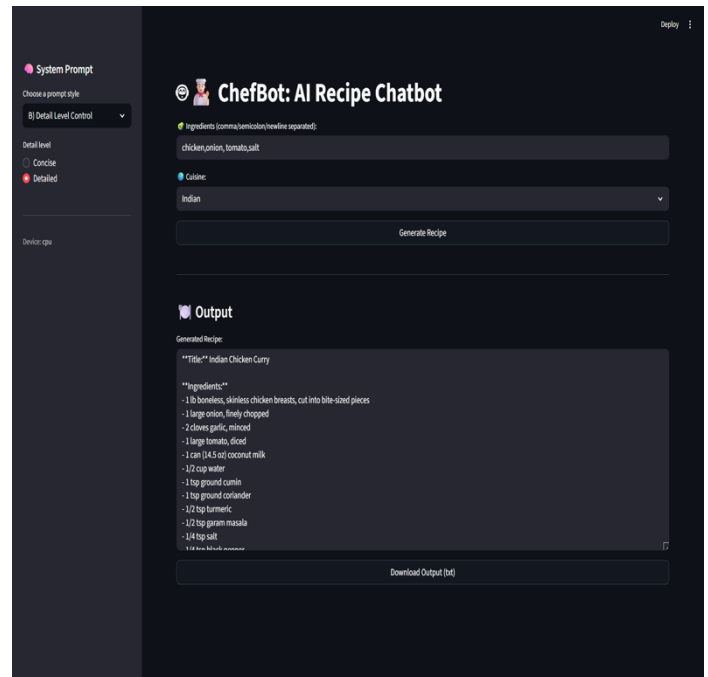 Deploy
System Prompt
Choose a prompt style
B) Detail Level Control
Detail level
Concise
Detailed
Device: cpu
ChefBot: AI Recipe Chatbot
Ingredients (comma/semicolon/newline separated):
chicken,onion, tomato,salt
Cuisine:
Indian
Generate Recipe
Output
Generated Recipe:
**Title:** Indian Chicken Curry
**Ingredients:**
- 1 lb boneless, skinless chicken breasts, cut into bite-sized pieces
- 1 large onion, finely chopped
- 2 cloves garlic, minced
- 1 large tomato, diced
- 1 can (14.5 oz) coconut milk
- 1/2 cup water
- 1 tsp ground cumin
- 1 tsp ground coriander
- 1/2 tsp turmeric
- 1/2 tsp garam masala
- 1/4 tsp salt
- 1/4 tsp black pepper
Download Output (txt)